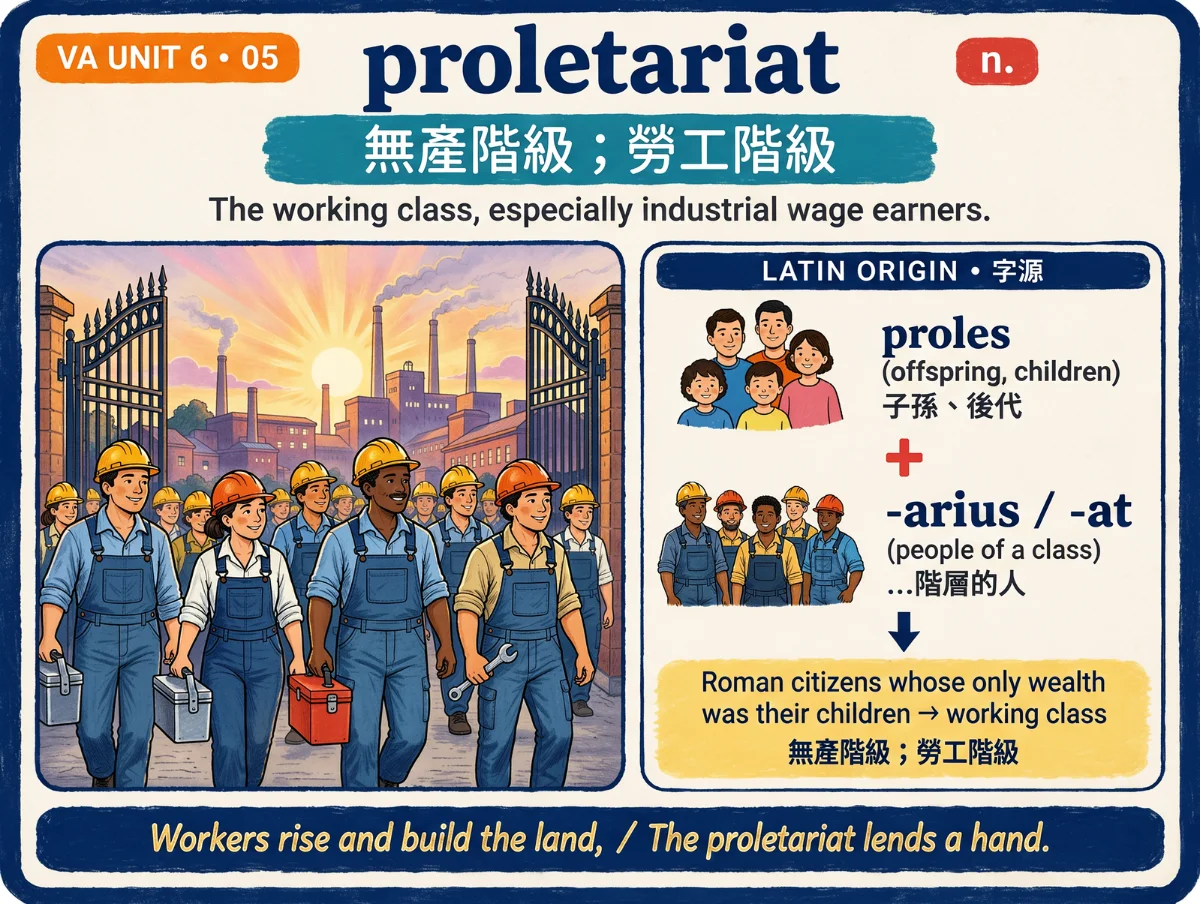 VA UNIT 6 • 05
proletariat
n.
無產階級；勞工階級
The working class, especially industrial wage earners.
LATIN ORIGIN • 字源
proles
(offspring, children)
子孫、後代
+
-arius / -at
(people of a class)
…階層的人
Roman citizens whose only wealth
was their children → working class
無產階級；勞工階級
Workers rise and build the land, / The proletariat lends a hand.